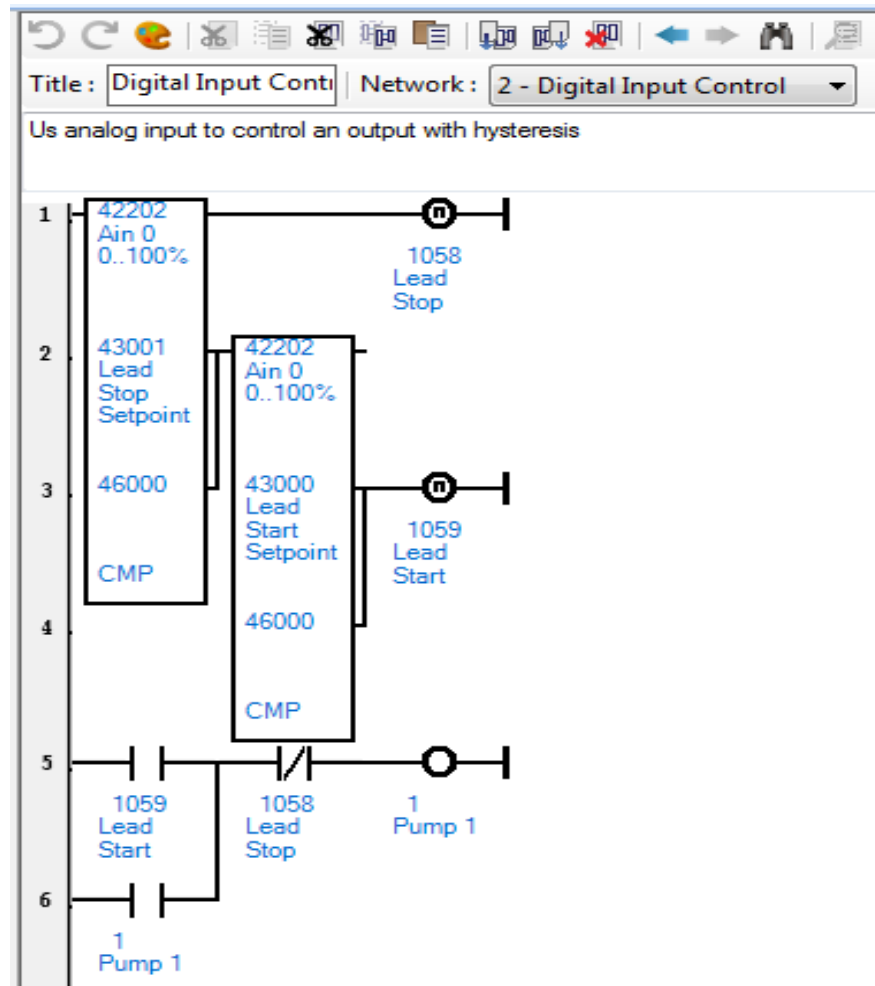 Title : Digital Input Conti Network : 2 - Digital Input Control
Us analog input to control an output with hysteresis
1
42202
Ain 0
0..100%
n
1058
Lead
Stop
2
43001
Lead
Stop
Setpoint
42202
Ain 0
0..100%
3
46000
43000
Lead
Start
Setpoint
n
1059
Lead
Start
CMP
4
46000
CMP
5
1059
Lead
Start
1058
Lead
Stop
1
Pump 1
6
1
Pump 1